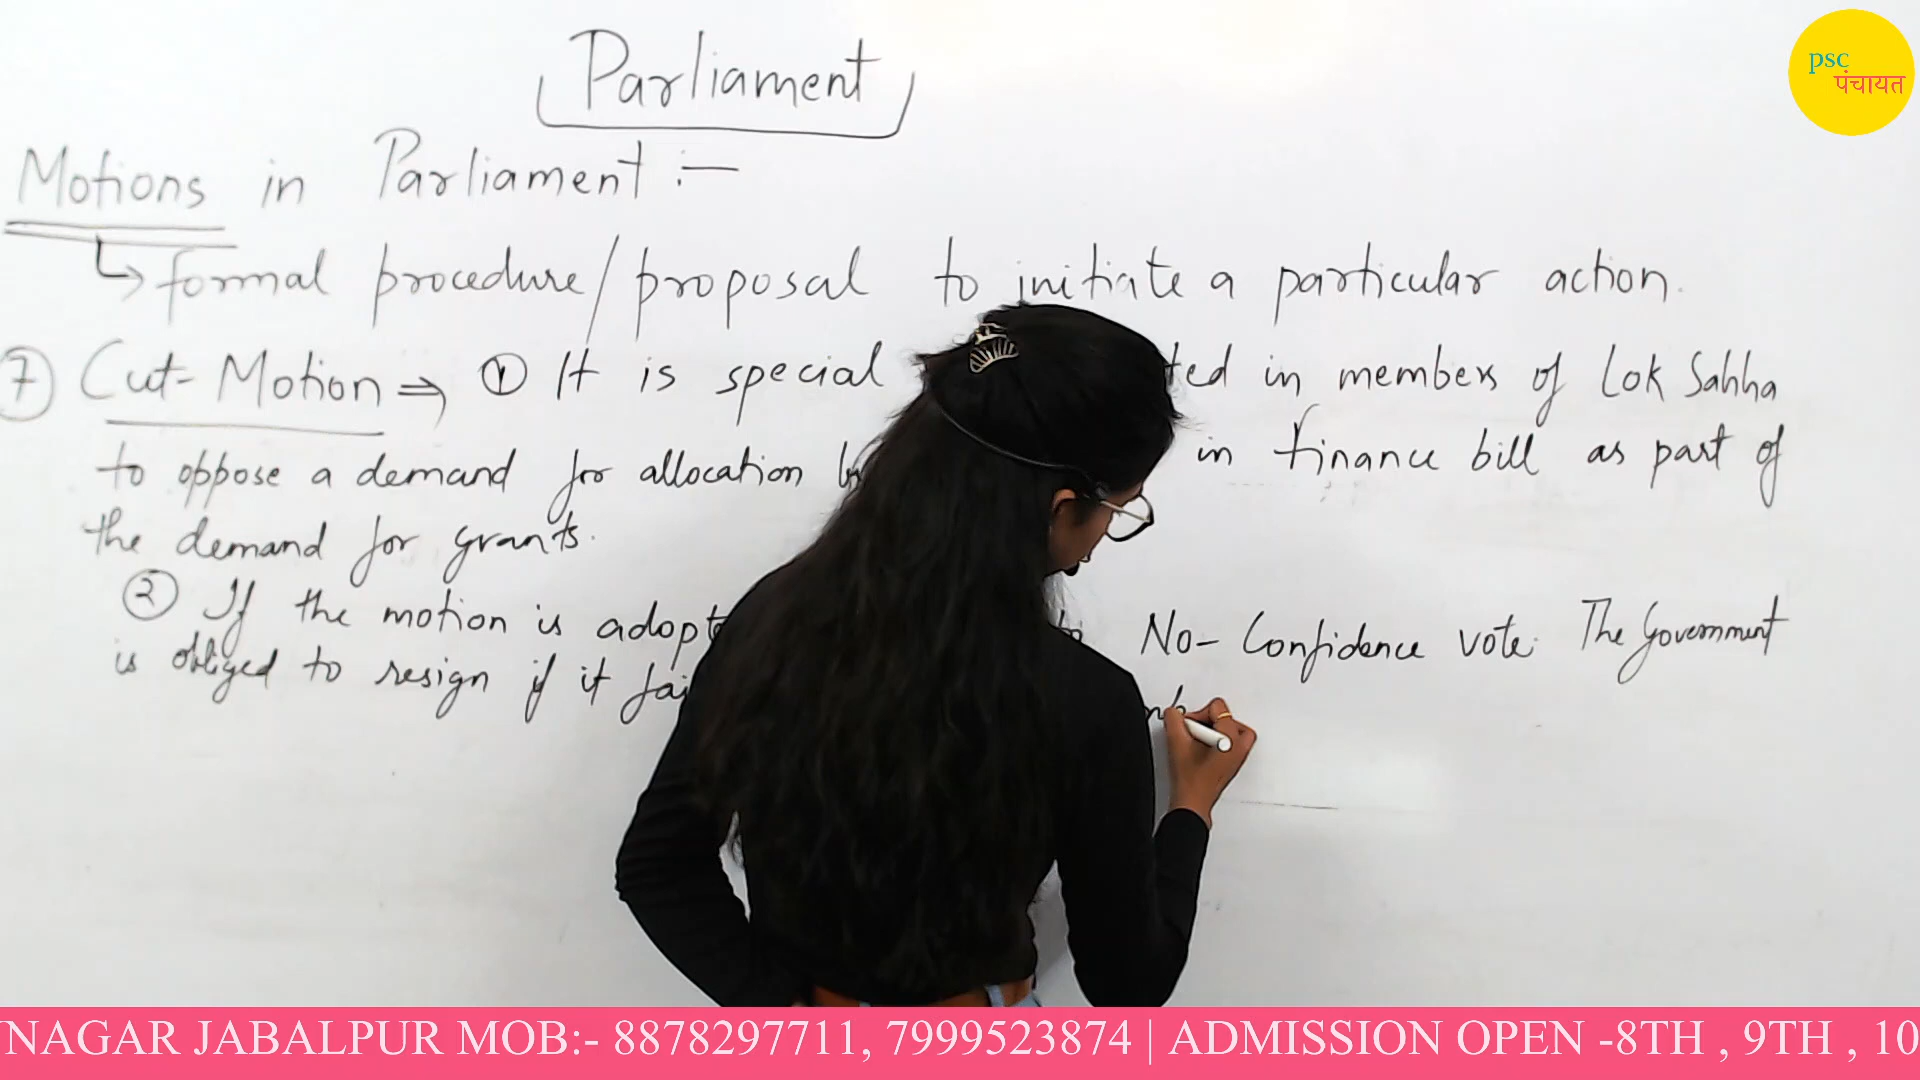 Parliament
psc
पंचायत
Motions in Parliament :-
↳ formal procedure/proposal to initiate a particular action.
⑦ Cut-Motion ⇒ ① It is special in members of Lok Sabha
to oppose a demand for allocation in finance bill as part of
the demand for grants.
② If the motion is No-Confidence vote. The Government
is obliged to resign if it
NAGAR JABALPUR MOB:- 8878297711, 7999523874 | ADMISSION OPEN -8TH , 9TH , 10